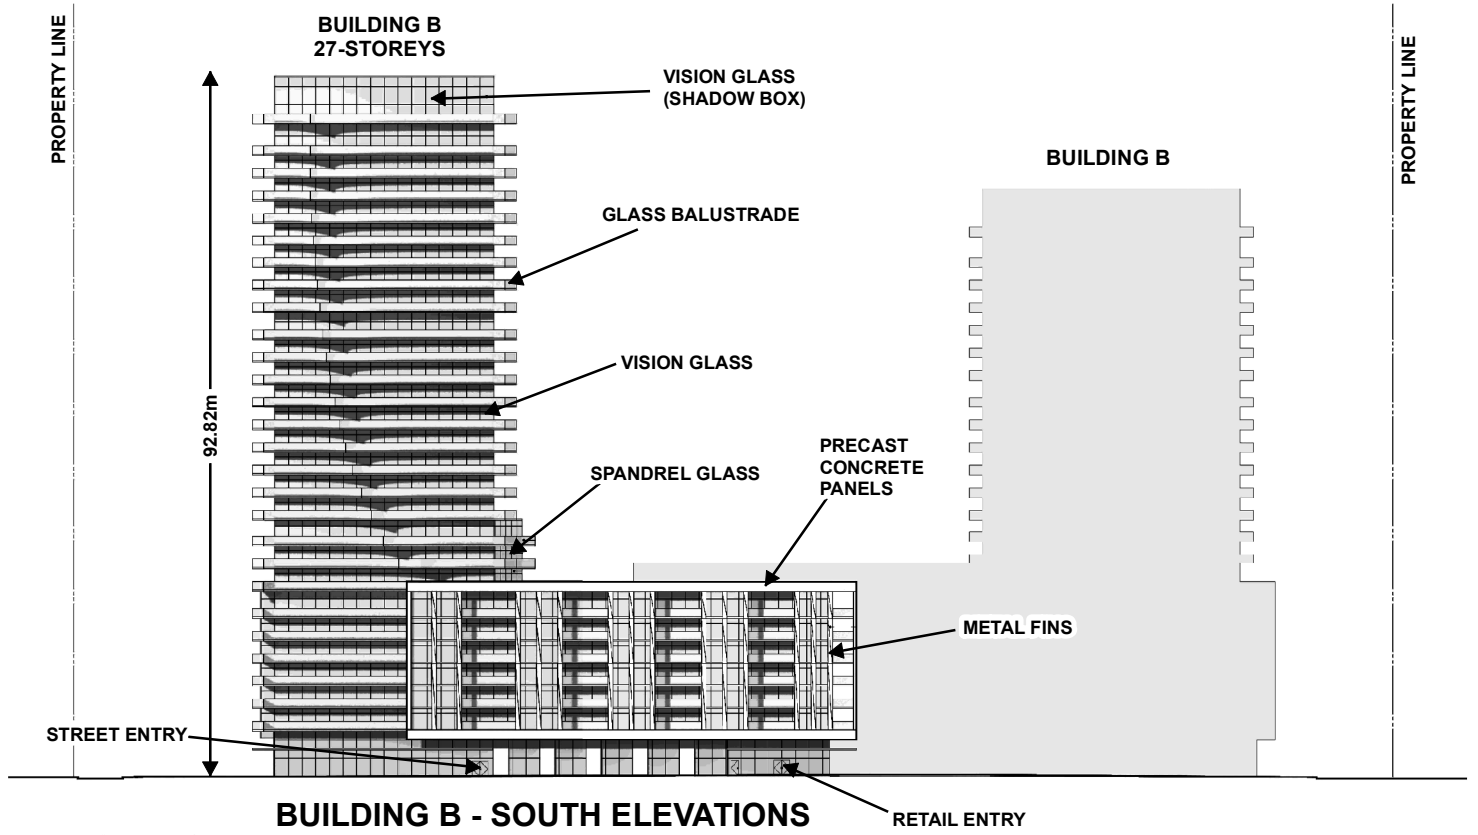 BUILDING B
27-STOREYS
PROPERTY LINE
VISION GLASS
(SHADOW BOX)
PROPERTY LINE
BUILDING B
GLASS BALUSTRADE
VISION GLASS
92.82m
PRECAST
CONCRETE
PANELS
SPANDREL GLASS
METAL FINS
STREET ENTRY
BUILDING B - SOUTH ELEVATIONS
RETAIL ENTRY